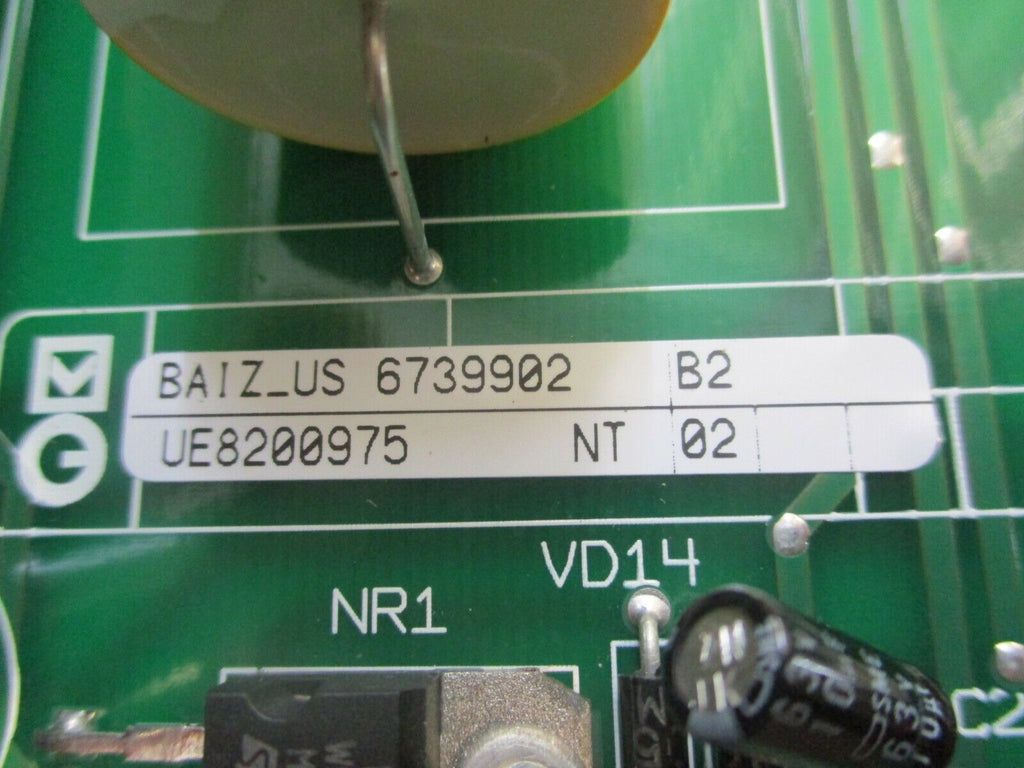 BAIZ_US 6739902 B2
UE8200975 NT 02
VD14
NR1